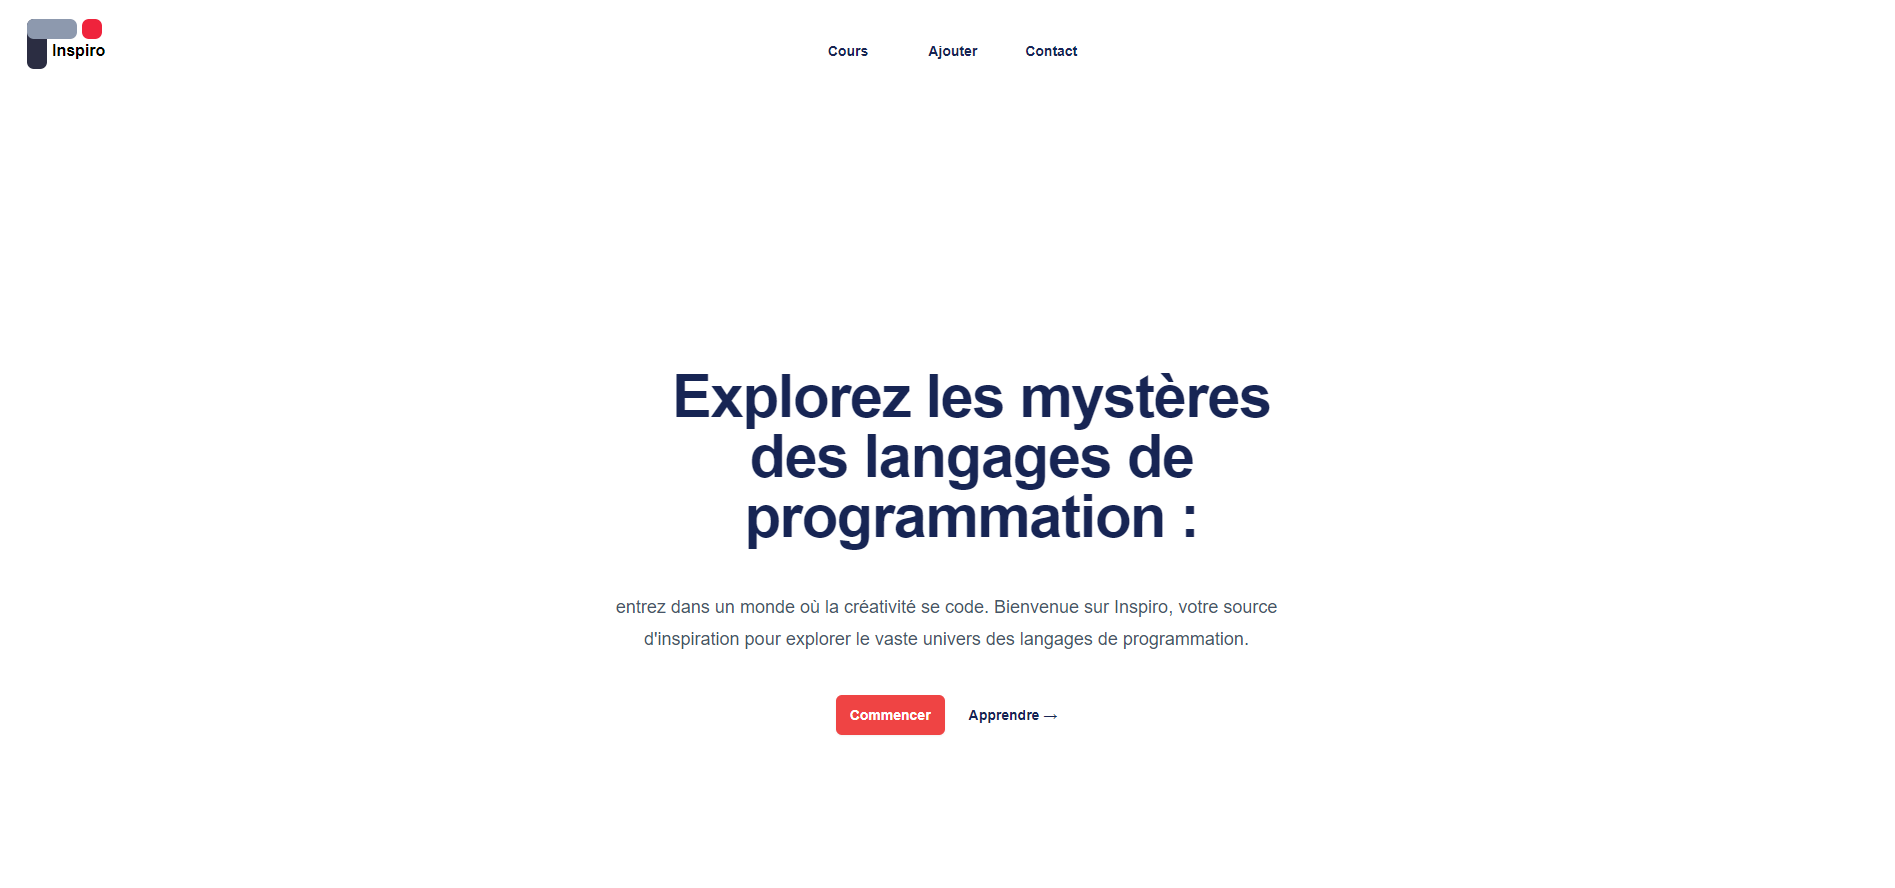 Inspiro
Cours
Ajouter
Contact
Explorez les mystères
des langages de
programmation :
entrez dans un monde où la créativité se code. Bienvenue sur Inspiro, votre source
d'inspiration pour explorer le vaste univers des langages de programmation.
Commencer
Apprendre →